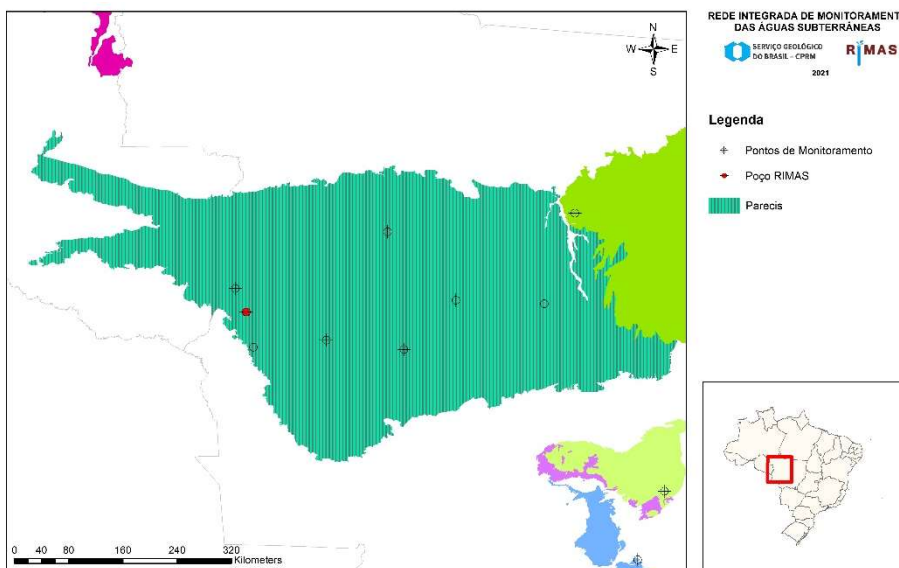 REDE INTEGRADA DE MONITORAMENT
DAS ÁGUAS SUBTERRÂNEAS
SERVIÇO GEOLÓGICO
DO BRASIL – CPRM
RIMAS
2021
N
W E
S
Legenda
Pontos de Monitoramento
Poço RIMAS
Parecis
0 40 80 160 240 320
Kilometers